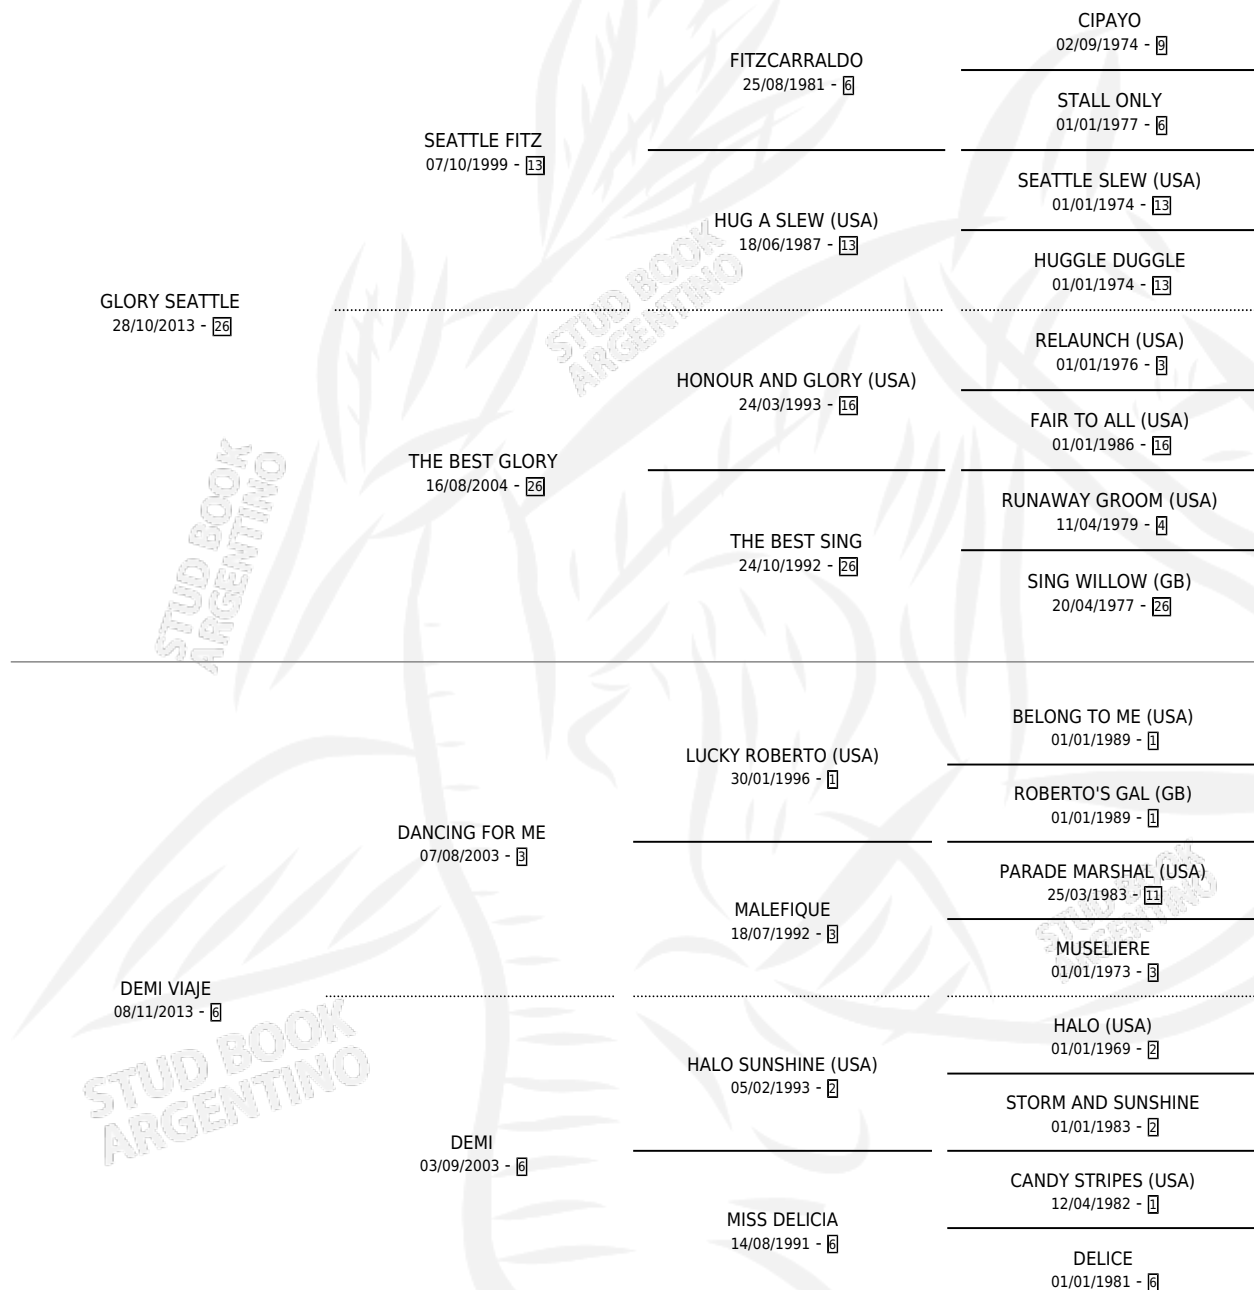 CIPAYO
02/09/1974 - 9
FITZCARRALDO
25/08/1981 - 6
STALL ONLY
01/01/1977 - 6
SEATTLE FITZ
07/10/1999 - 13
SEATTLE SLEW (USA)
01/01/1974 - 13
HUG A SLEW (USA)
18/06/1987 - 13
HUGGLE DUGGLE
01/01/1974 - 13
GLORY SEATTLE
28/10/2013 - 26
RELAUNCH (USA)
01/01/1976 - 3
HONOUR AND GLORY (USA)
24/03/1993 - 16
FAIR TO ALL (USA)
01/01/1986 - 16
THE BEST GLORY
16/08/2004 - 26
RUNAWAY GROOM (USA)
11/04/1979 - 4
THE BEST SING
24/10/1992 - 26
SING WILLOW (GB)
20/04/1977 - 26
BELONG TO ME (USA)
01/01/1989 - 1
LUCKY ROBERTO (USA)
30/01/1996 - 1
ROBERTO'S GAL (GB)
01/01/1989 - 1
DANCING FOR ME
07/08/2003 - 3
PARADE MARSHAL (USA)
25/03/1983 - 11
MALEFIQUE
18/07/1992 - 3
MUSELIERE
01/01/1973 - 3
DEMI VIAJE
08/11/2013 - 6
HALO (USA)
01/01/1969 - 2
HALO SUNSHINE (USA)
05/02/1993 - 2
STORM AND SUNSHINE
01/01/1983 - 2
DEMI
03/09/2003 - 6
CANDY STRIPES (USA)
12/04/1982 - 1
MISS DELICIA
14/08/1991 - 6
DELICE
01/01/1981 - 6
STUD BOOK
ARGENTINO
STUD BOOK
ARGENTINO
STUD BOOK
ARGENTINO
STUD BOOK
ARGENTINO